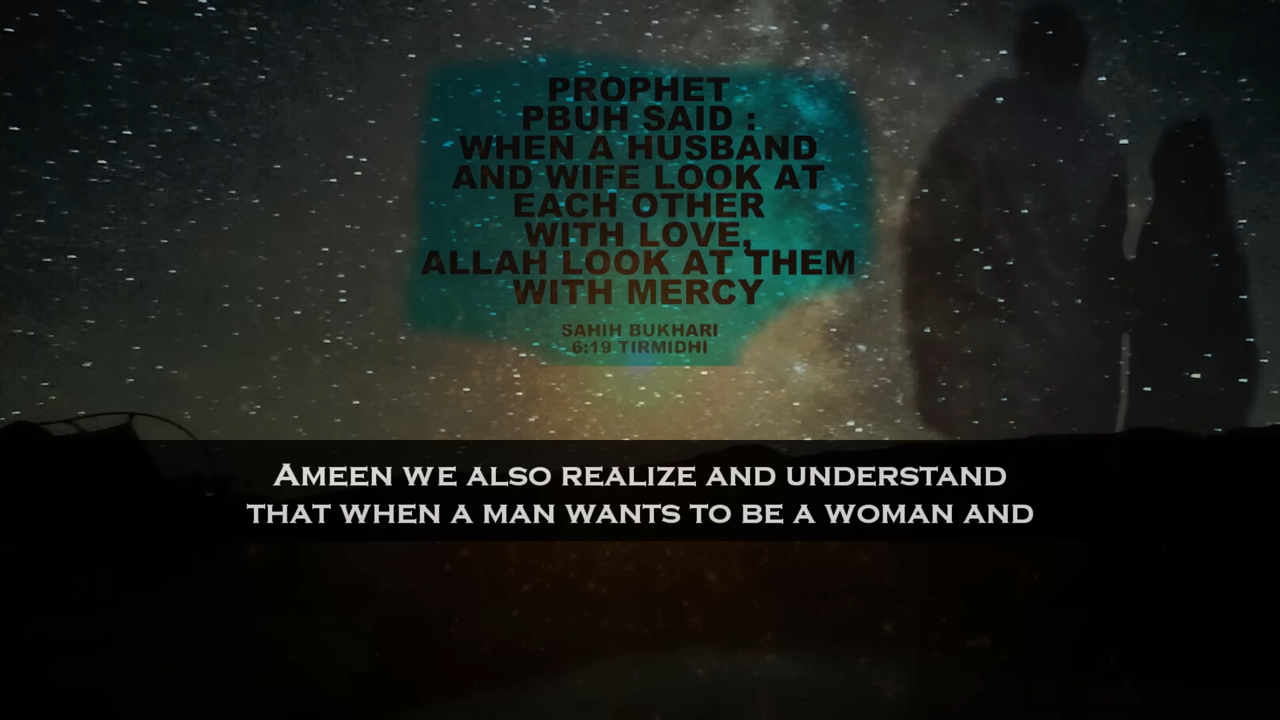 PROPHET
PBUH SAID :
WHEN A HUSBAND
AND WIFE LOOK AT
EACH OTHER
WITH LOVE,
ALLAH LOOK AT THEM
WITH MERCY
SAHIH BUKHARI
6:19 TIRMIDHI
AMEEN WE ALSO REALIZE AND UNDERSTAND
THAT WHEN A MAN WANTS TO BE A WOMAN AND